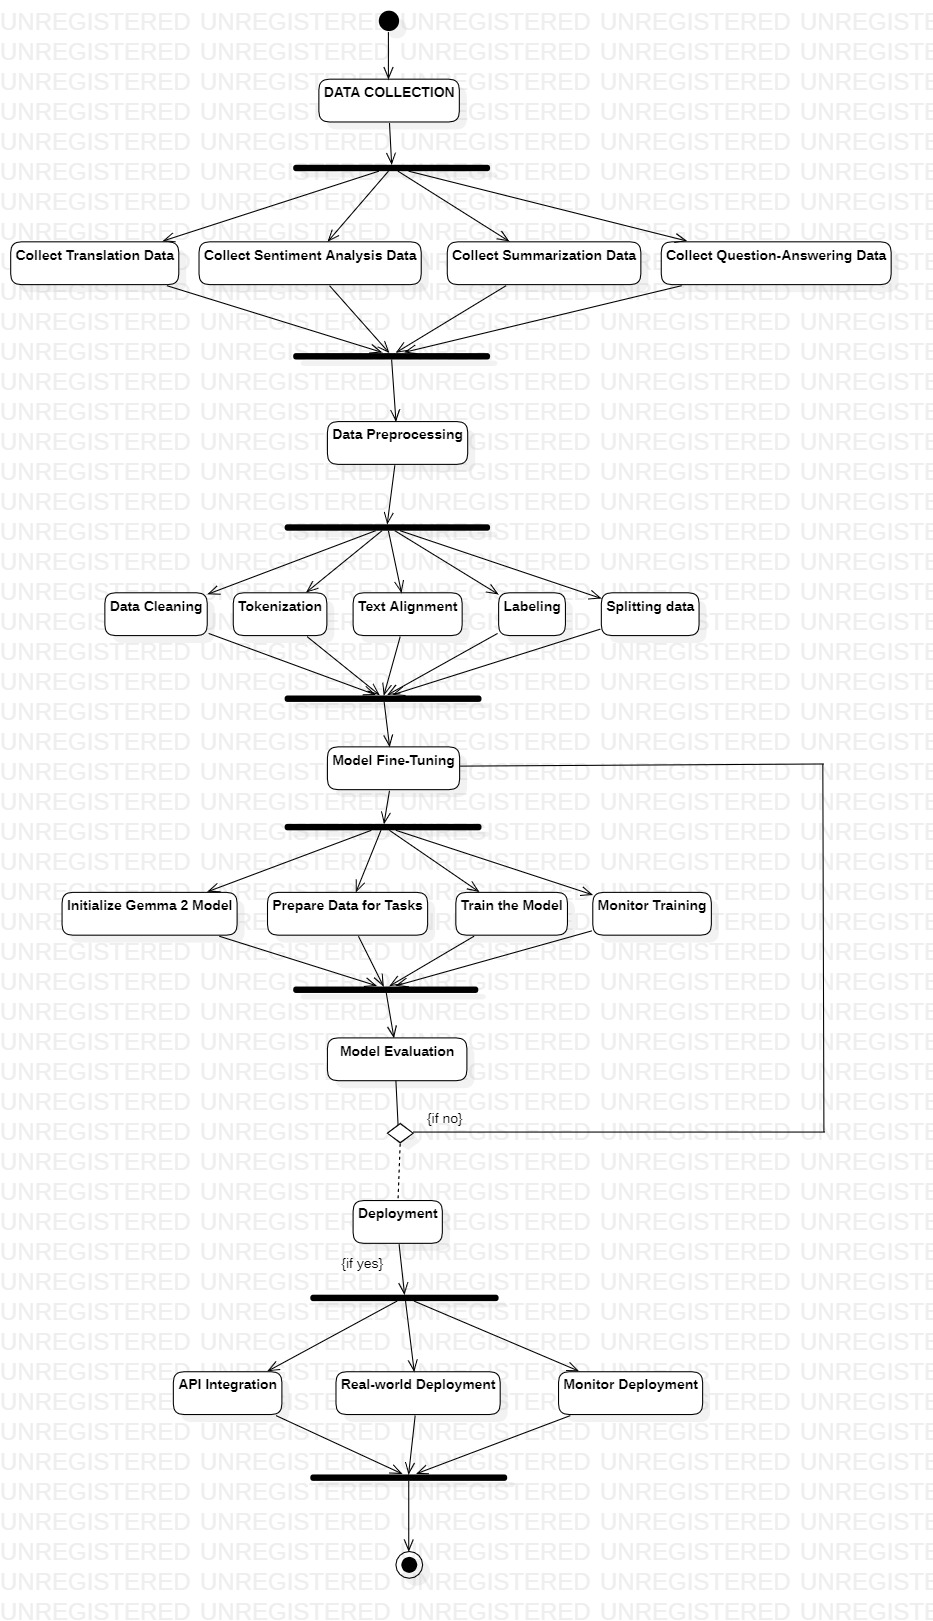 DATA COLLECTION
Collect Translation Data
Collect Sentiment Analysis Data
Collect Summarization Data
Collect Question-Answering Data
Data Preprocessing
Data Cleaning
Tokenization
Text Alignment
Labeling
Splitting data
Model Fine-Tuning
Initialize Gemma 2 Model
Prepare Data for Tasks
Train the Model
Monitor Training
Model Evaluation
{if no}
Deployment
{if yes}
API Integration
Real-world Deployment
Monitor Deployment
UNREGISTERED